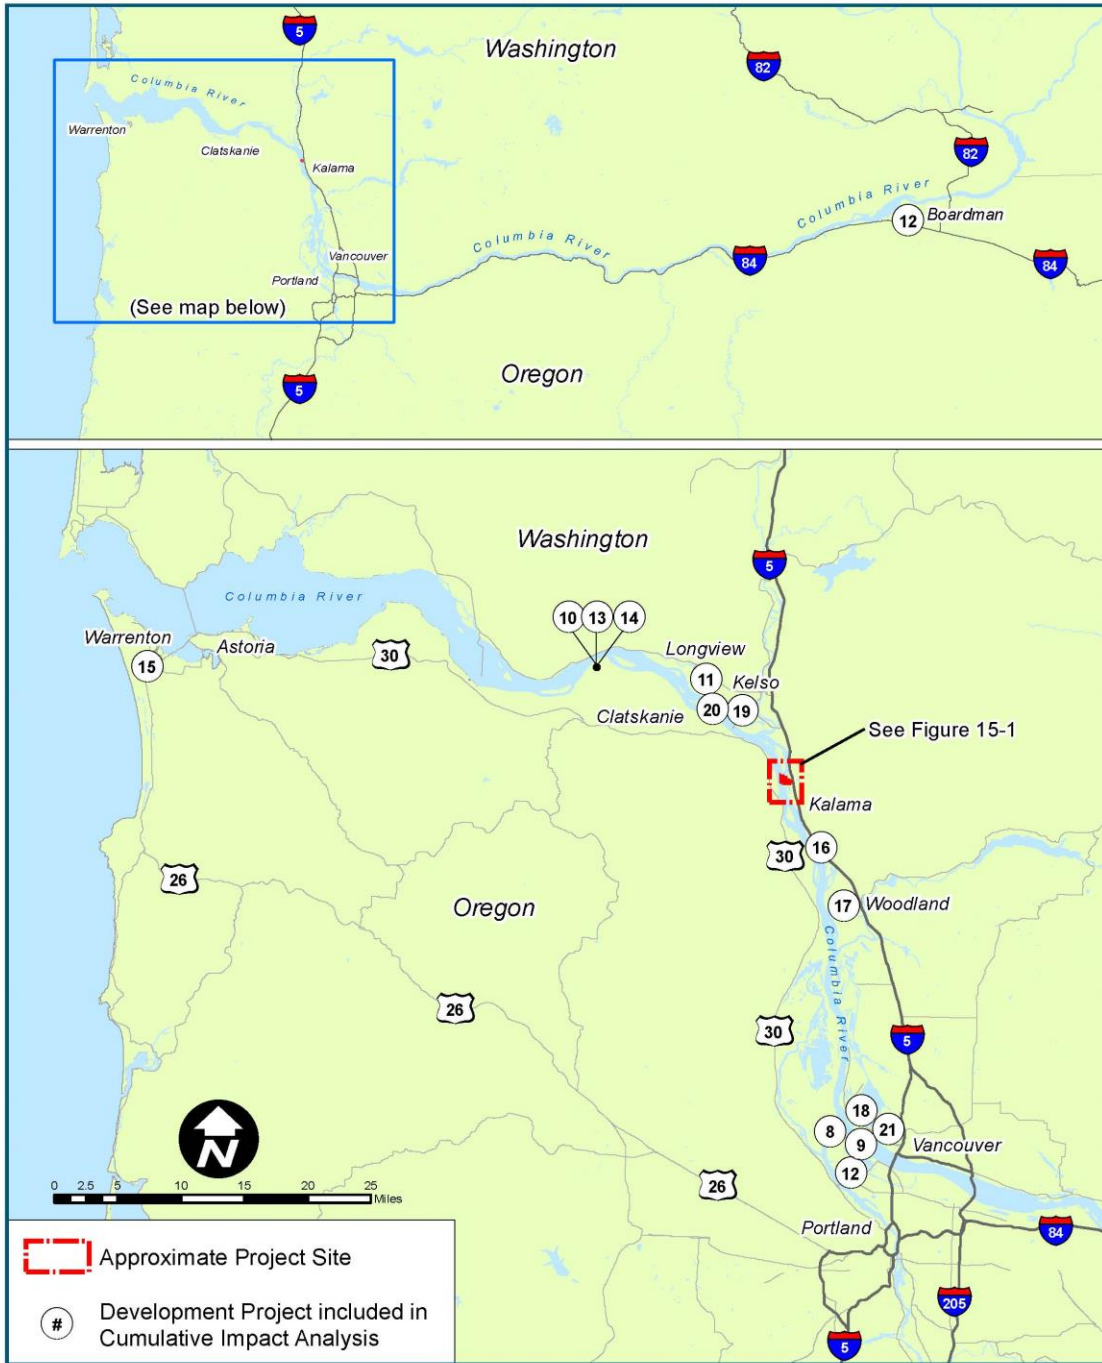 5
Washington
82
Columbia River
Warrenton
Clatskanie
Kalama
82
Columbia River
12
Boardman
Columbia River
Vancouver
84
84
Portland
(See map below)
Oregon
5
Washington
5
Columbia River
10
13
14
Warrenton
Astoria
30
Longview
15
11
Kelso
Clatskanie
20
19
See Figure 15-1
Kalama
30
16
26
Oregon
17
Woodland
Columbia River
26
30
5
18
8
21
9
Vancouver
12
N
0 2.5 5 10 15 20 25
Miles
26
Portland
84
205
5
Approximate Project Site
#
Development Project included in
Cumulative Impact Analysis